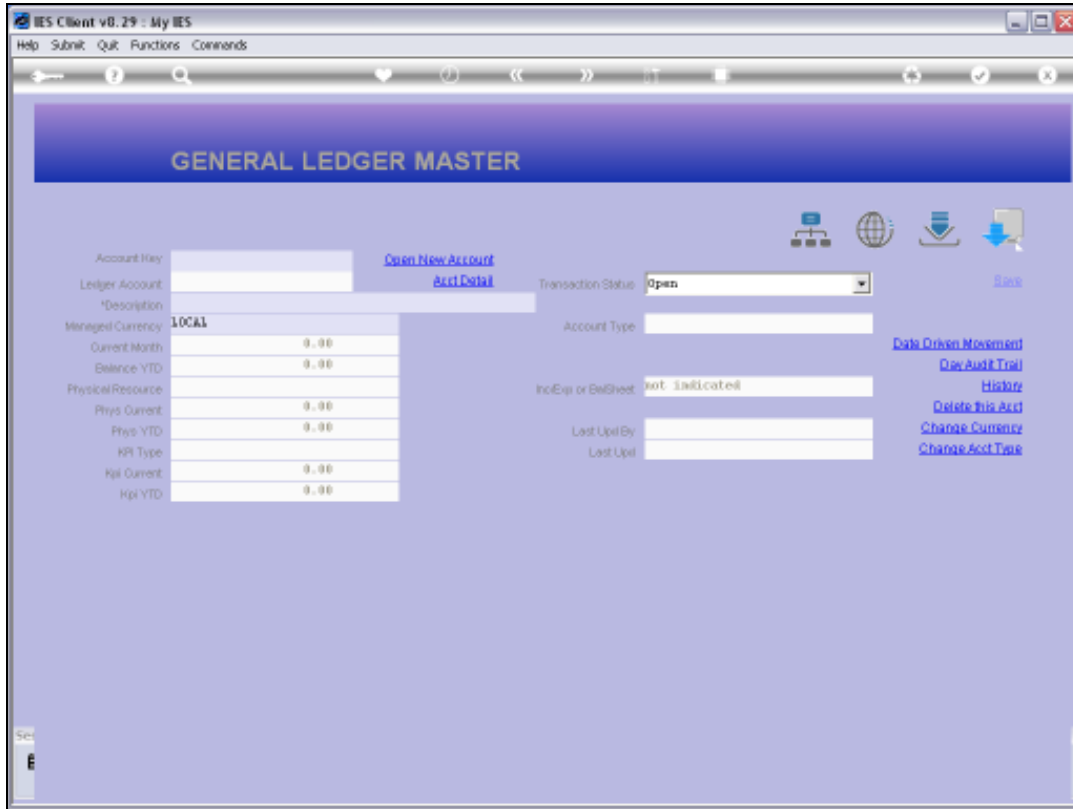 IES Client v8.29 : My IES
Help Submit Quit Functions Commands
GENERAL LEDGER MASTER
Account Key Open New Account
Ledger Account Acct Detail Transaction Status Open Save
*Description
Managed Currency LOCAL Account Type
Current Month 0.00 Date Driven Movement
Balance YTD 0.00 Day Audit Trail
Physical Resource Inc/Exp or BalSheet not indicated History
Phys Current 0.00 Delete this Acct
Phys YTD 0.00 Last Upd By Change Currency
KPI Type Last Upd Change Acct Type
Kpi Current 0.00
Kpi YTD 0.00